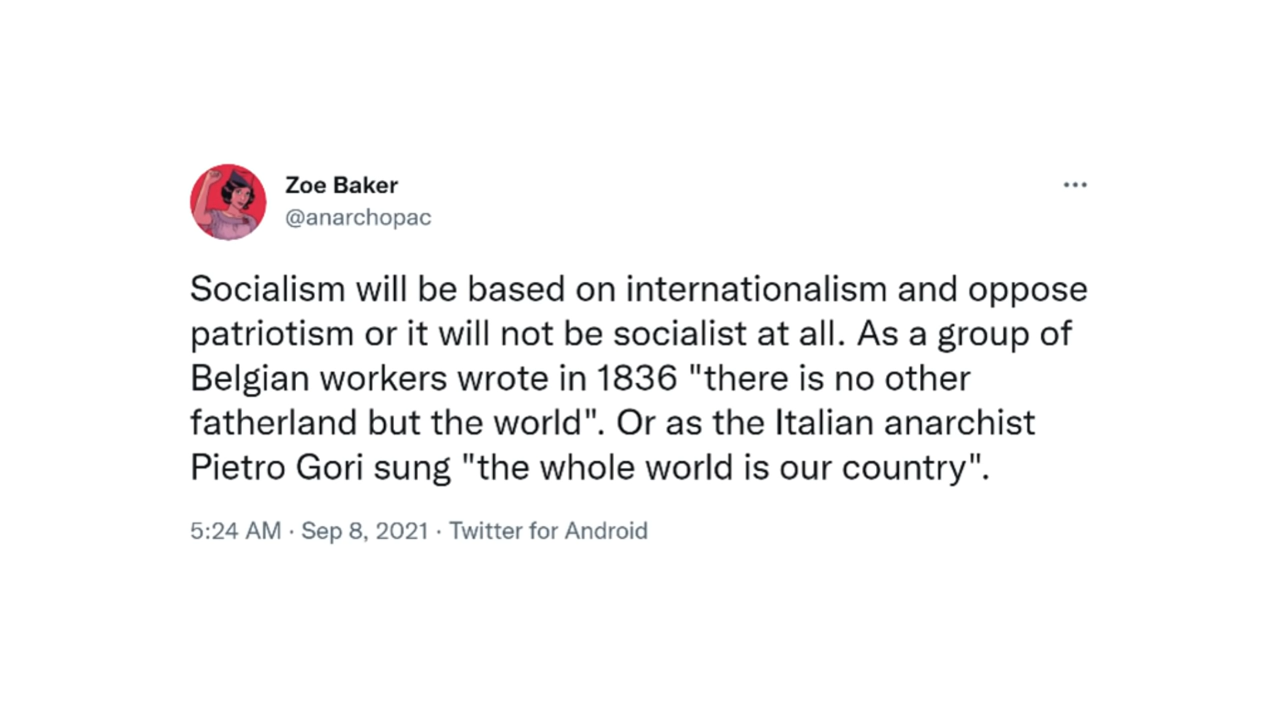 Zoe Baker
@anarchopac
Socialism will be based on internationalism and oppose
patriotism or it will not be socialist at all. As a group of
Belgian workers wrote in 1836 "there is no other
fatherland but the world". Or as the Italian anarchist
Pietro Gori sung "the whole world is our country".
5:24 AM · Sep 8, 2021 · Twitter for Android